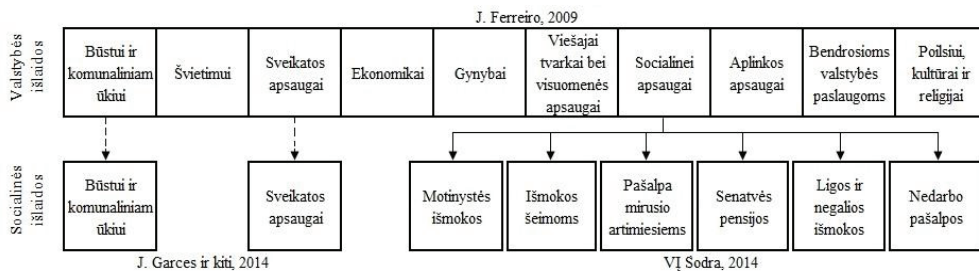 J. Ferreiro, 2009
Valstybės
išlaidos
Būstui ir
komunaliniam
ūkiui
Švietimui
Sveikatos
apsaugai
Ekonomikai
Gynybai
Viešajai
tvarkai bei
visuomenės
apsaugai
Socialinei
apsaugai
Aplinkos
apsaugai
Bendrosioms
valstybės
paslaugoms
Poilsiui,
kultūrai ir
religijai
Socialinės
išlaidos
Būstui ir
komunaliniam
ūkiui
Sveikatos
apsaugai
Motinystės
išmokos
Išmokos
šeimoms
Pašalpa
mirusio
artimiesiems
Senatvės
pensijos
Ligos ir
negalios
išmokos
Nedarbo
pašalpos
J. Garces ir kiti, 2014
VĮ Sodra, 2014